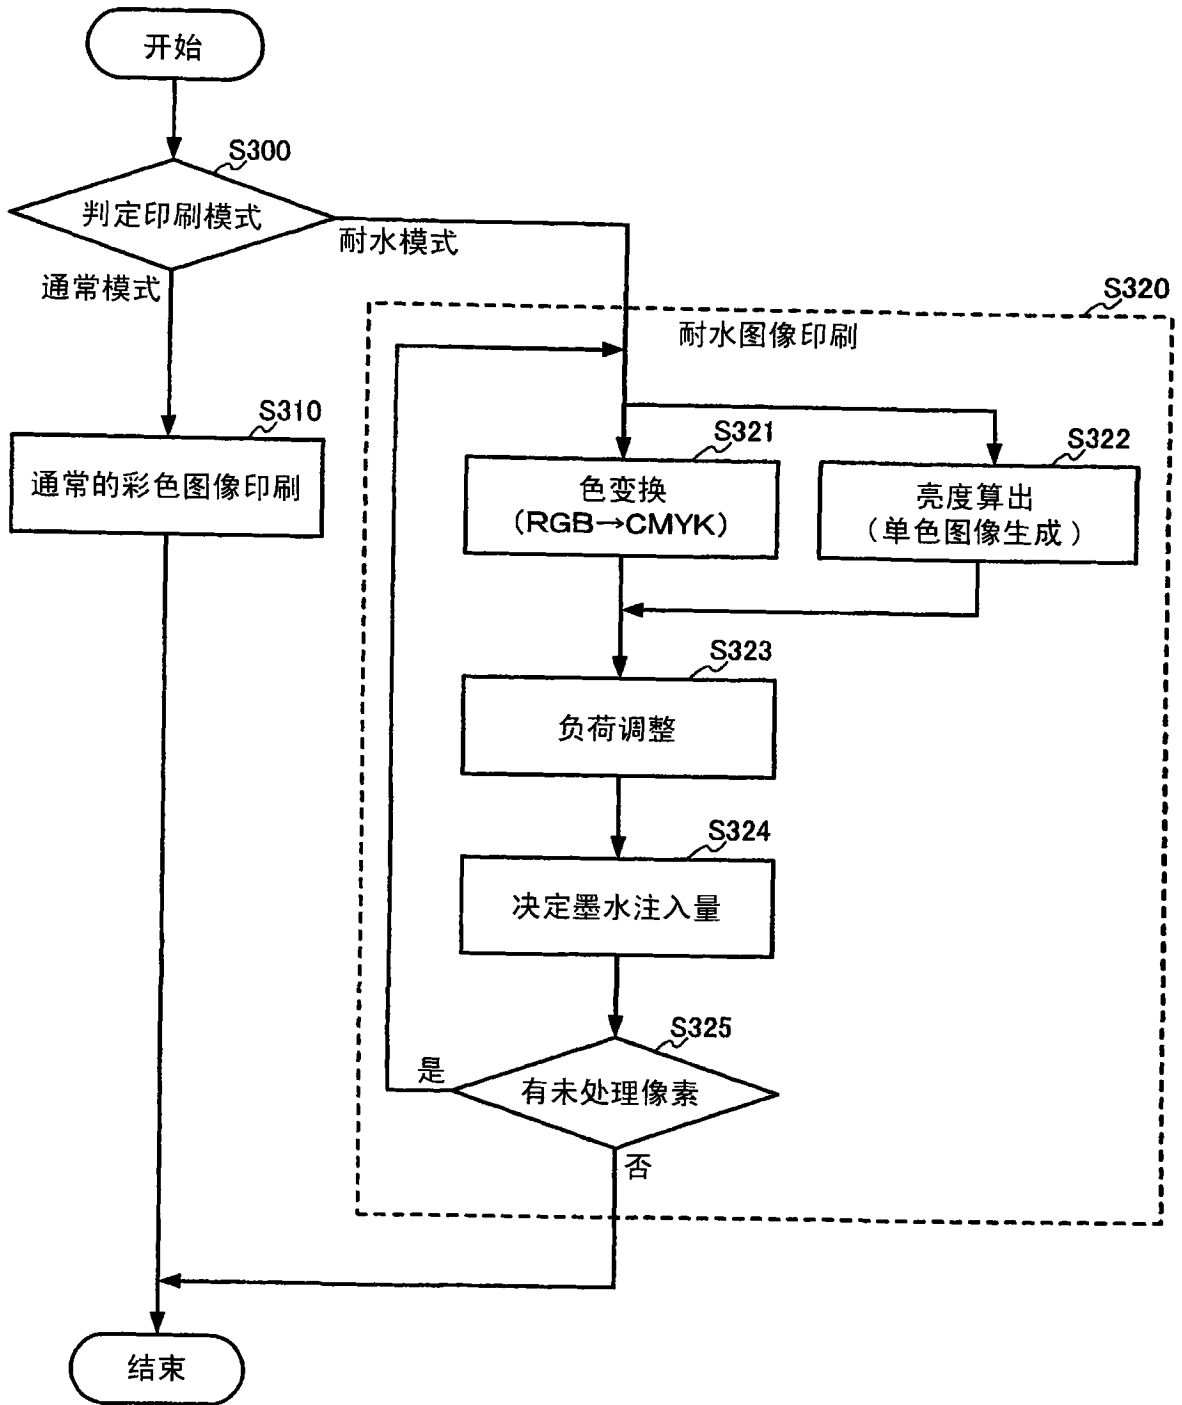 开始
S300
判定印刷模式
耐水模式
通常模式
S320
耐水图像印刷
S310
通常的彩色图像印刷
S321
色变换
(RGB→CMYK)
S322
亮度算出
(单色图像生成)
S323
负荷调整
S324
决定墨水注入量
S325
有未处理像素
是
否
结束